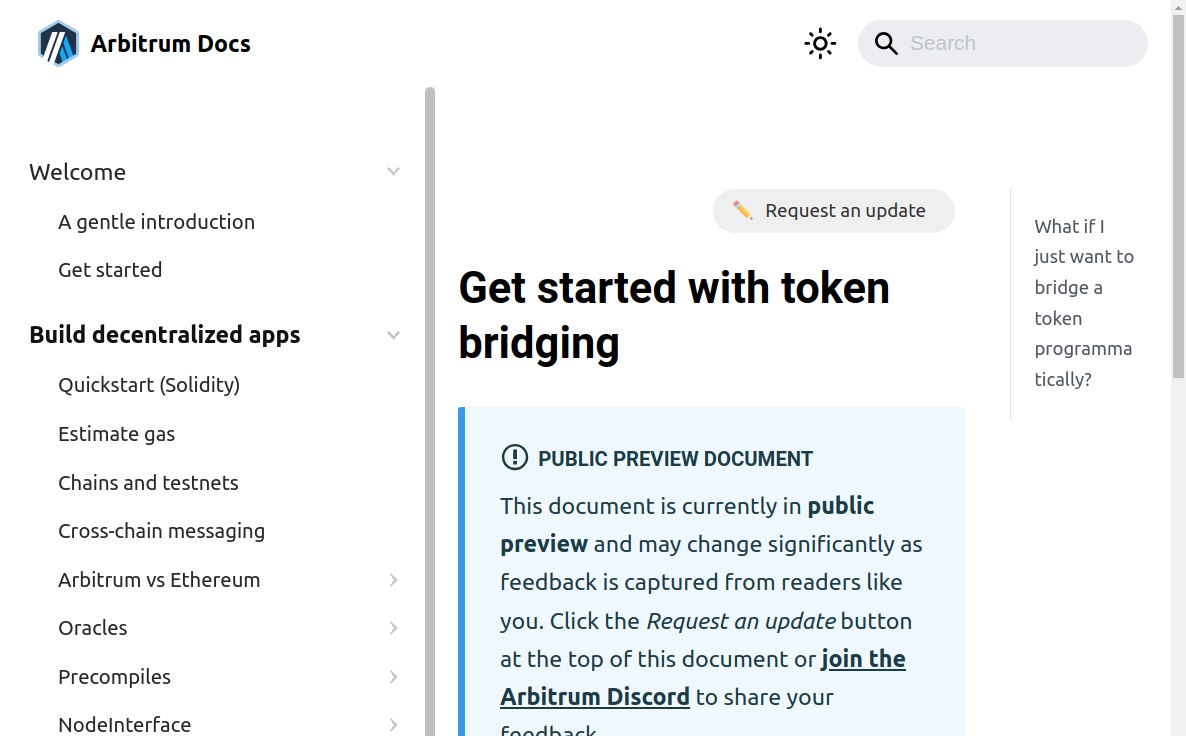 Arbitrum Docs
Search
Welcome
A gentle introduction
Get started
Build decentralized apps
Quickstart (Solidity)
Estimate gas
Chains and testnets
Cross-chain messaging
Arbitrum vs Ethereum
Oracles
Precompiles
NodeInterface
Request an update
Get started with token
bridging
PUBLIC PREVIEW DOCUMENT
This document is currently in public
preview and may change significantly as
feedback is captured from readers like
you. Click the Request an update button
at the top of this document or join the
Arbitrum Discord to share your
feedback.
What if I
just want to
bridge a
token
programma
tically?